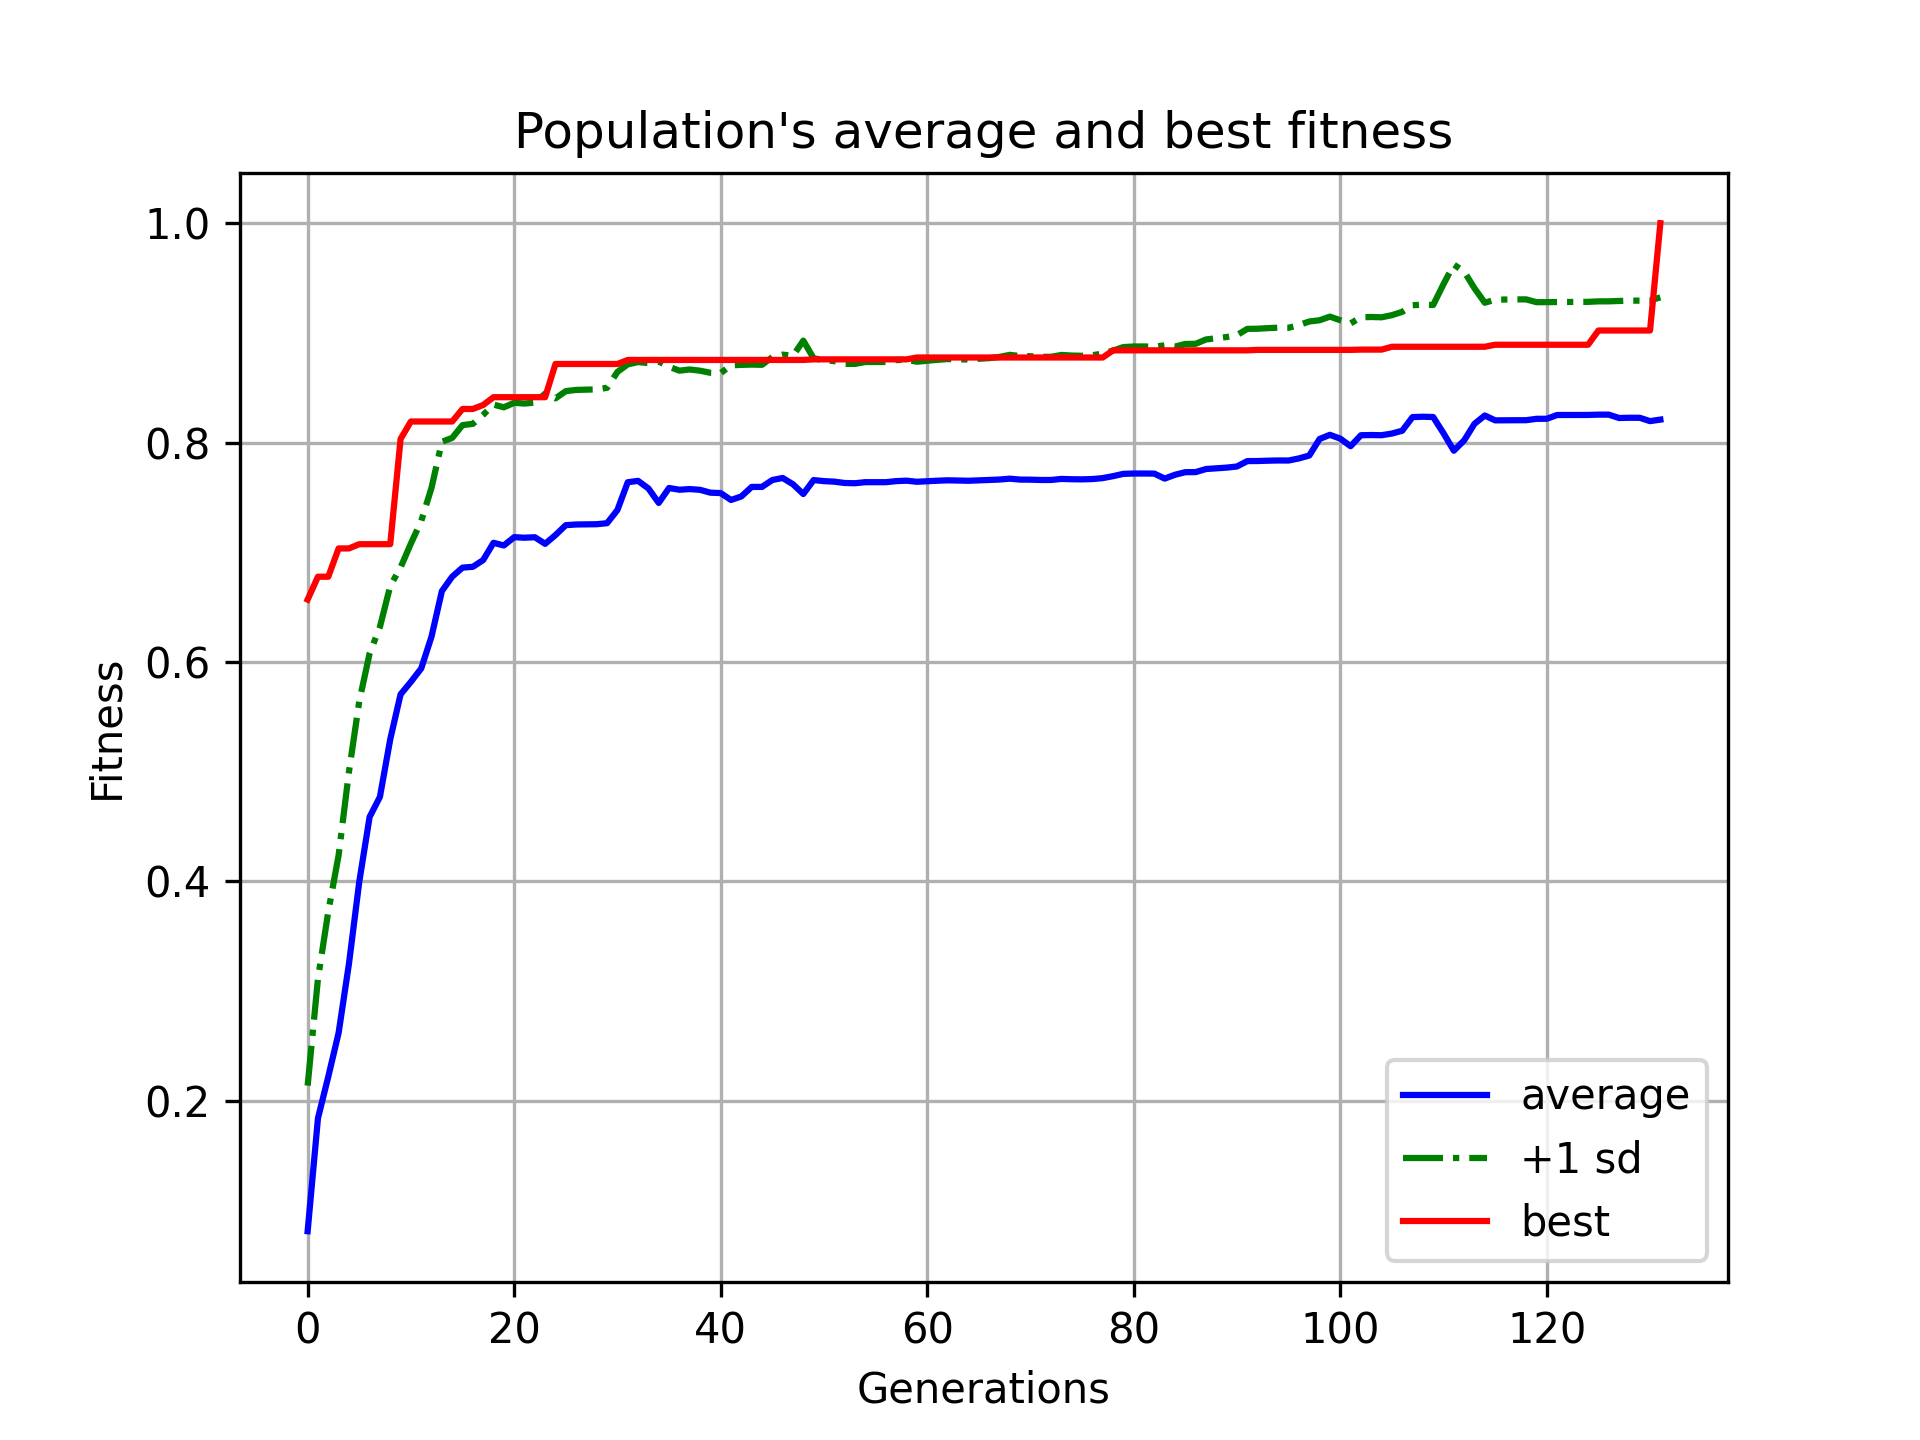 Population's average and best fitness
1.0
0.8
0.6
0.4
0.2
Fitness
0 20 40 60 80 100 120
Generations
average
+1 sd
best